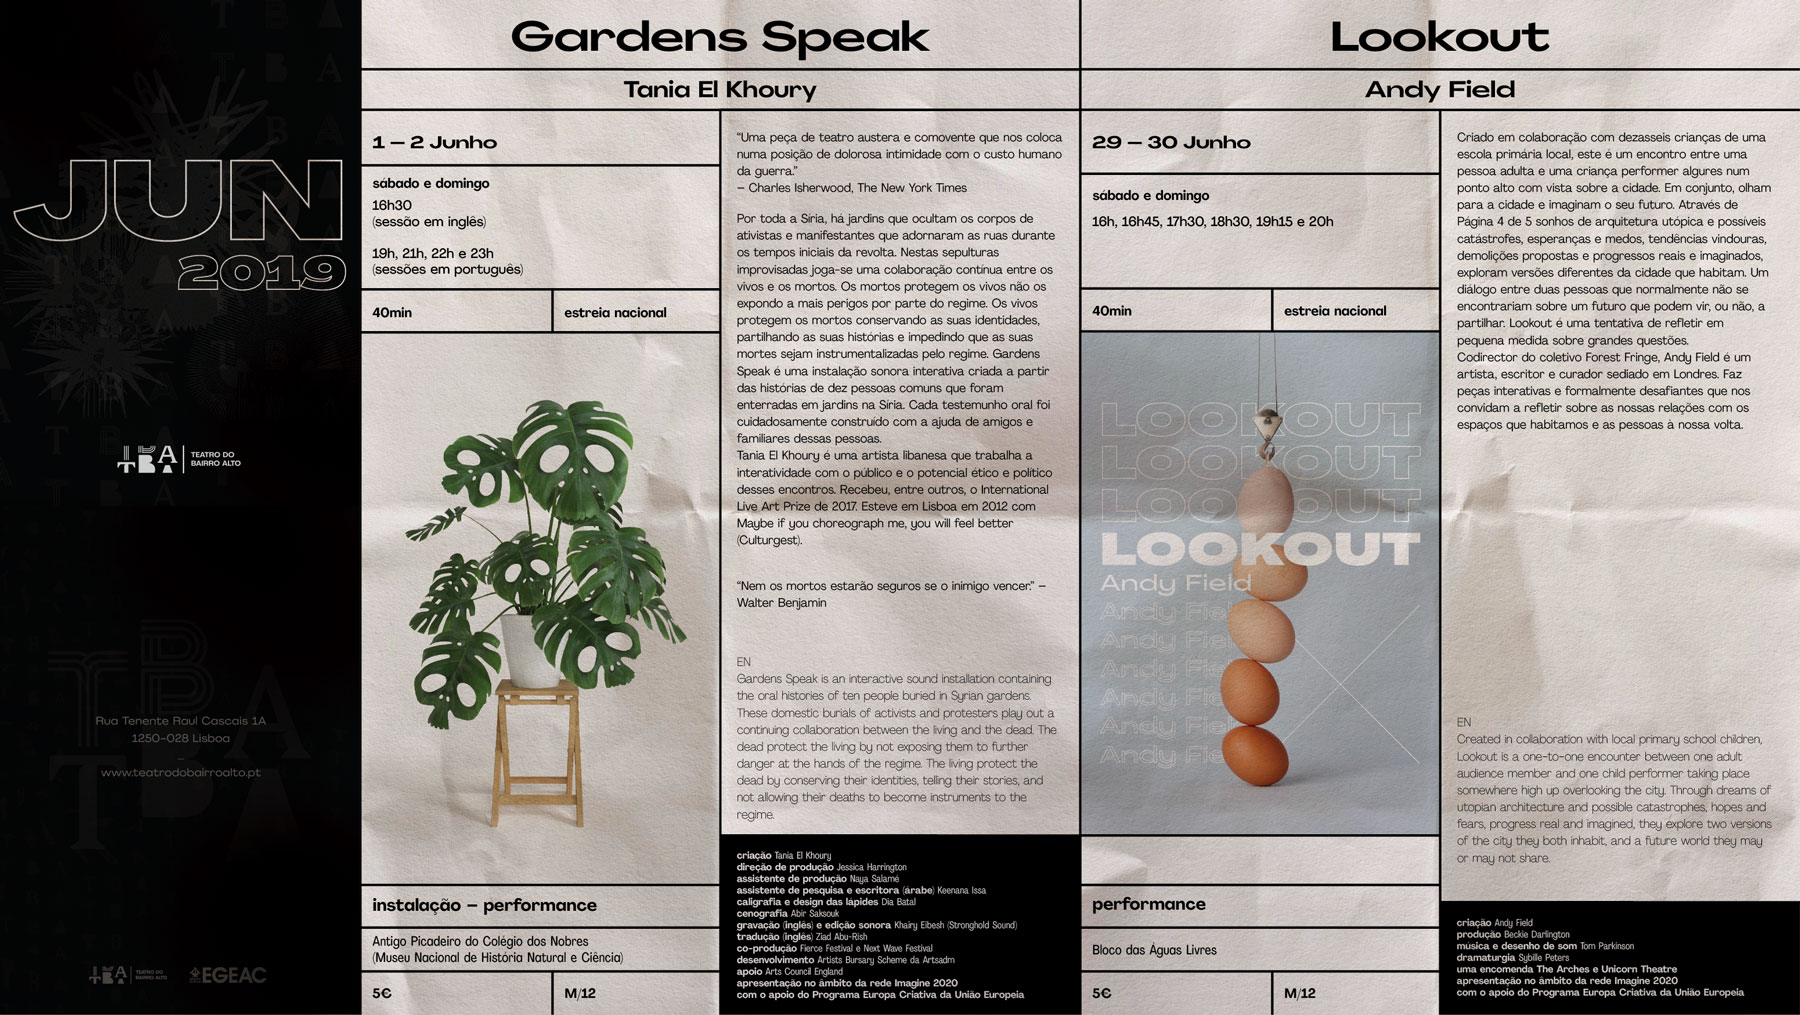 JUN
2019
TBA
TEATRO DO
BAIRRO ALTO
Rua Tenente Raul Cascais 1A
1250-028 Lisboa
–
www.teatrodobairroalto.pt
TBA
TEATRO DO
BAIRRO ALTO
EGEAC
Gardens Speak
Tania El Khoury
1 – 2 Junho
sábado e domingo
16h30
(sessão em inglês)
19h, 21h, 22h e 23h
(sessões em português)
40min
estreia nacional
instalação – performance
Antigo Picadeiro do Colégio dos Nobres
(Museu Nacional de História Natural e Ciência)
5€
M/12
“Uma peça de teatro austera e comovente que nos coloca
numa posição de dolorosa intimidade com o custo humano
da guerra.”
– Charles Isherwood, The New York Times
Por toda a Síria, há jardins que ocultam os corpos de
ativistas e manifestantes que adornaram as ruas durante
os tempos iniciais da revolta. Nestas sepulturas
improvisadas joga-se uma colaboração contínua entre os
vivos e os mortos. Os mortos protegem os vivos não os
expondo a mais perigos por parte do regime. Os vivos
protegem os mortos conservando as suas identidades,
partilhando as suas histórias e impedindo que as suas
mortes sejam instrumentalizadas pelo regime. Gardens
Speak é uma instalação sonora interativa criada a partir
das histórias de dez pessoas comuns que foram
enterradas em jardins na Síria. Cada testemunho oral foi
cuidadosamente construído com a ajuda de amigos e
familiares dessas pessoas.
Tania El Khoury é uma artista libanesa que trabalha a
interatividade com o público e o potencial ético e político
desses encontros. Recebeu, entre outros, o International
Live Art Prize de 2017. Esteve em Lisboa em 2012 com
Maybe if you choreograph me, you will feel better
(Culturgest).
“Nem os mortos estarão seguros se o inimigo vencer.” –
Walter Benjamin
EN
Gardens Speak is an interactive sound installation containing
the oral histories of ten people buried in Syrian gardens.
These domestic burials of activists and protesters play out a
continuing collaboration between the living and the dead. The
dead protect the living by not exposing them to further
danger at the hands of the regime. The living protect the
dead by conserving their identities, telling their stories, and
not allowing their deaths to become instruments to the
regime.
criação Tania El Khoury
direção de produção Jessica Harrington
assistente de produção Naya Salamé
assistente de pesquisa e escritora (árabe) Keenana Issa
caligrafia e design das lápides Dia Batal
cenografia Abir Saksouk
gravação (inglês) e edição sonora Khairy Eibesh (Stronghold Sound)
tradução (inglês) Ziad Abu-Rish
co-produção Fierce Festival e Next Wave Festival
desenvolvimento Artists Bursary Scheme da Artsadm
apoio Arts Council England
apresentação no âmbito da rede Imagine 2020
com o apoio do Programa Europa Criativa da União Europeia
Lookout
Andy Field
29 – 30 Junho
sábado e domingo
16h, 16h45, 17h30, 18h30, 19h15 e 20h
40min
estreia nacional
LOOKOUT
LOOKOUT
LOOKOUT
LOOKOUT
Andy Field
Andy Field
Andy Field
Andy Field
Andy Field
Andy Field
Andy Field
performance
Bloco das Águas Livres
5€
M/12
Criado em colaboração com dezasseis crianças de uma
escola primária local, este é um encontro entre uma
pessoa adulta e uma criança performer algures num
ponto alto com vista sobre a cidade. Em conjunto, olham
para a cidade e imaginam o seu futuro. Através de
Página 4 de 5 sonhos de arquitetura utópica e possíveis
catástrofes, esperanças e medos, tendências vindouras,
demolições propostas e progressos reais e imaginados,
exploram versões diferentes da cidade que habitam. Um
diálogo entre duas pessoas que normalmente não se
encontrariam sobre um futuro que podem vir, ou não, a
partilhar. Lookout é uma tentativa de refletir em
pequena medida sobre grandes questões.
Codirector do coletivo Forest Fringe, Andy Field é um
artista, escritor e curador sediado em Londres. Faz
peças interativas e formalmente desafiantes que nos
convidam a refletir sobre as nossas relações com os
espaços que habitamos e as pessoas à nossa volta.
EN
Created in collaboration with local primary school children,
Lookout is a one-to-one encounter between one adult
audience member and one child performer taking place
somewhere high up overlooking the city. Through dreams of
utopian architecture and possible catastrophes, hopes and
fears, progress real and imagined, they explore two versions
of the city they both inhabit, and a future world they may
or may not share.
criação Andy Field
produção Beckie Darlington
música e desenho de som Tom Parkinson
dramaturgia Sybille Peters
uma encomenda The Arches e Unicorn Theatre
apresentação no âmbito da rede Imagine 2020
com o apoio do Programa Europa Criativa da União Europeia